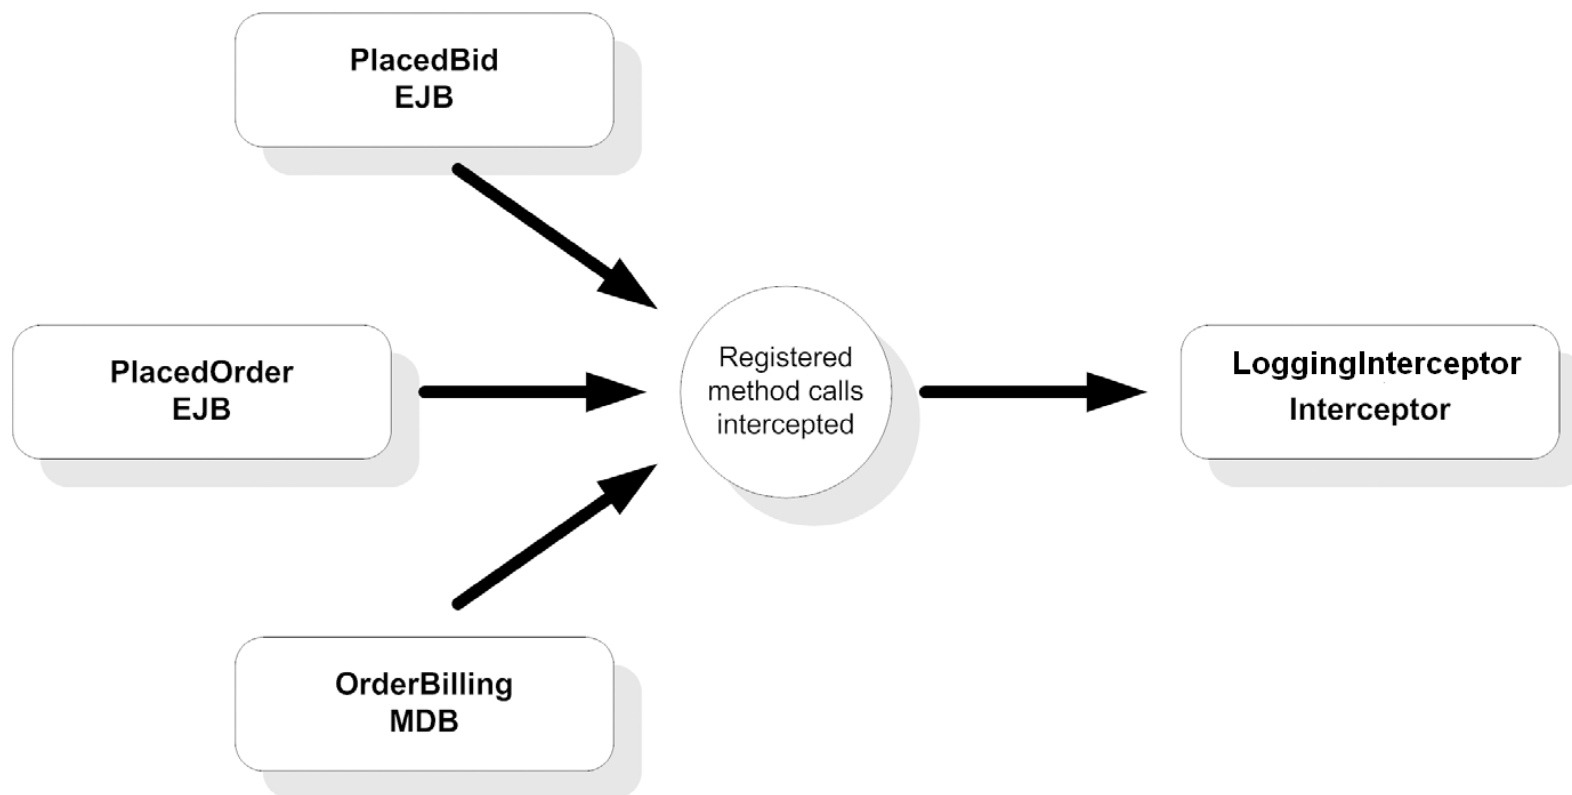 PlacedBid
EJB
PlacedOrder
EJB
Registered
method calls
intercepted
LoggingInterceptor
Interceptor
OrderBilling
MDB